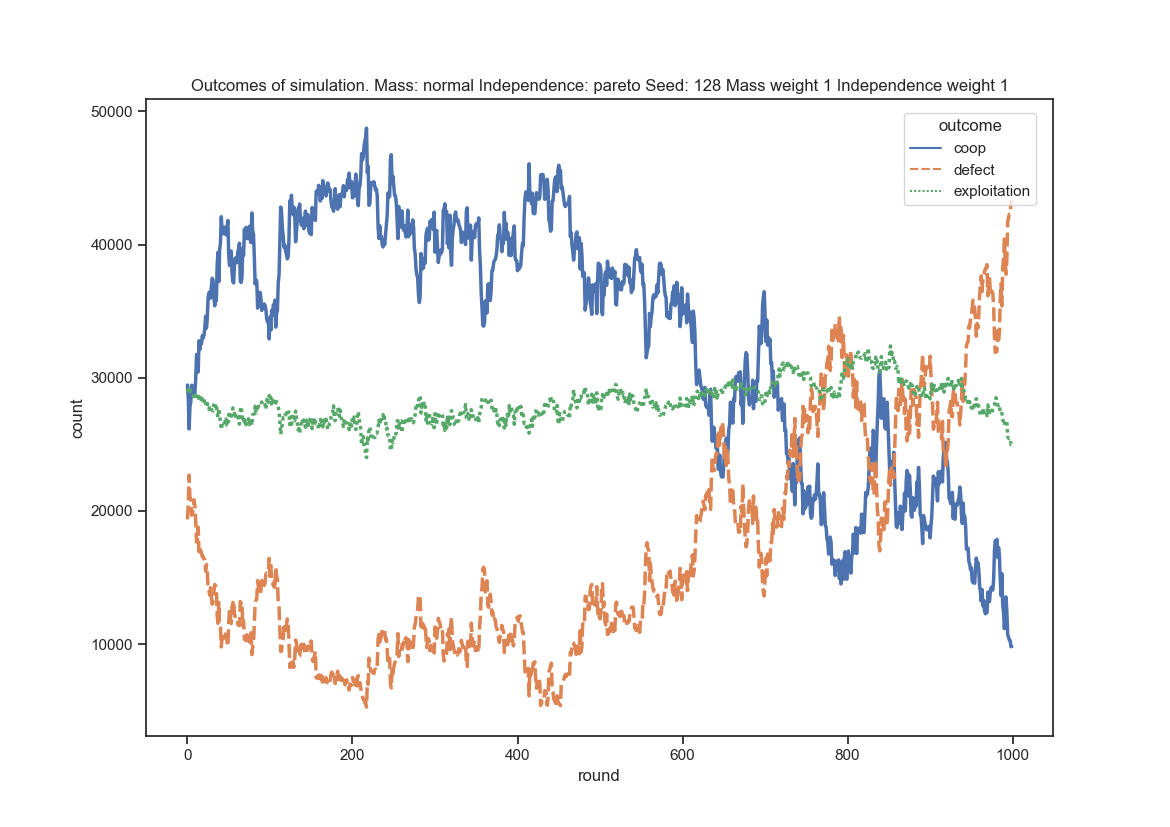 Outcomes of simulation. Mass: normal Independence: pareto Seed: 128 Mass weight 1 Independence weight 1
50000
40000
30000
20000
10000
count
outcome
coop
defect
exploitation
0 200 400 600 800 1000
round